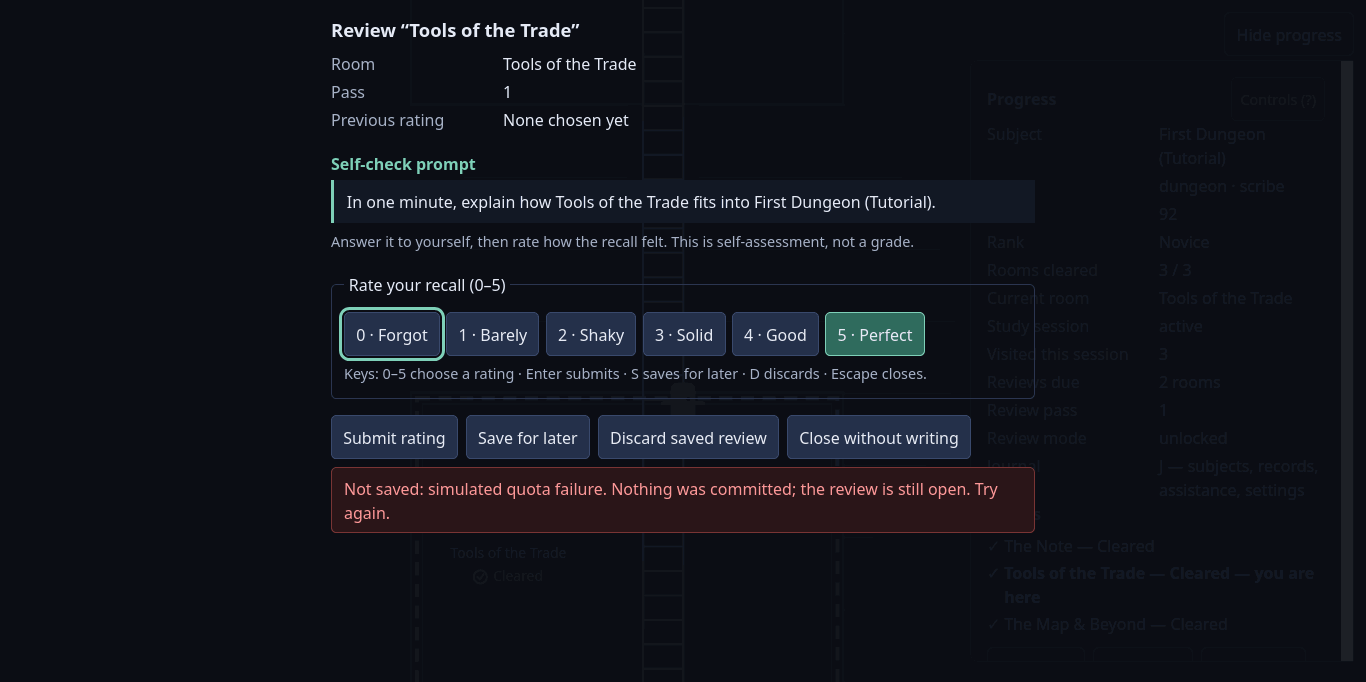 Review “Tools of the Trade”
Room Tools of the Trade
Pass 1
Previous rating None chosen yet
Self-check prompt
In one minute, explain how Tools of the Trade fits into First Dungeon (Tutorial).
Answer it to yourself, then rate how the recall felt. This is self-assessment, not a grade.
Rate your recall (0–5)
0 · Forgot 1 · Barely 2 · Shaky 3 · Solid 4 · Good 5 · Perfect
Keys: 0–5 choose a rating · Enter submits · S saves for later · D discards · Escape closes.
Submit rating Save for later Discard saved review Close without writing
Not saved: simulated quota failure. Nothing was committed; the review is still open. Try
again.
Tools of the Trade
Cleared
Hide progress
Progress Controls (?)
Subject First Dungeon
(Tutorial)
dungeon · scribe
92
Rank Novice
Rooms cleared 3 / 3
Current room Tools of the Trade
Study session active
Visited this session 3
Reviews due 2 rooms
Review pass 1
Review mode unlocked
J — subjects, records,
assistance, settings
✓ The Note — Cleared
✓ Tools of the Trade — Cleared — you are
here
✓ The Map & Beyond — Cleared